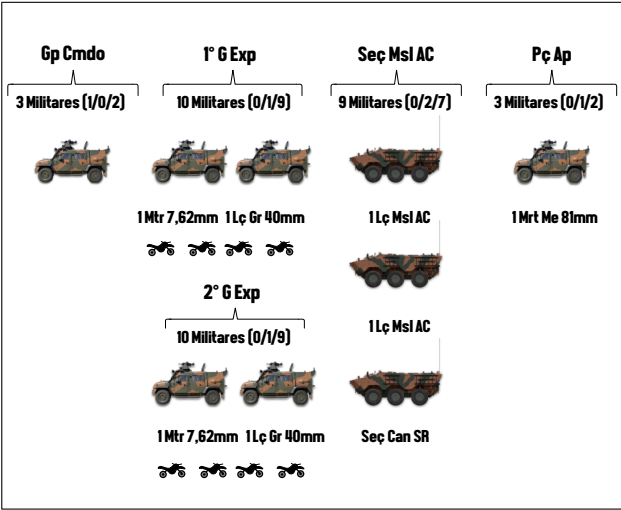 Gp Cmdo
3 Militares (1/0/2)
1° G Exp
10 Militares (0/1/9)
1 Mtr 7,62mm 1 Lç Gr 40mm
2° G Exp
10 Militares (0/1/9)
1 Mtr 7,62mm 1 Lç Gr 40mm
Seç Msl AC
9 Militares (0/2/7)
1 Lç Msl AC
1 Lç Msl AC
Seç Can SR
Pç Ap
3 Militares (0/1/2)
1 Mrt Me 81mm